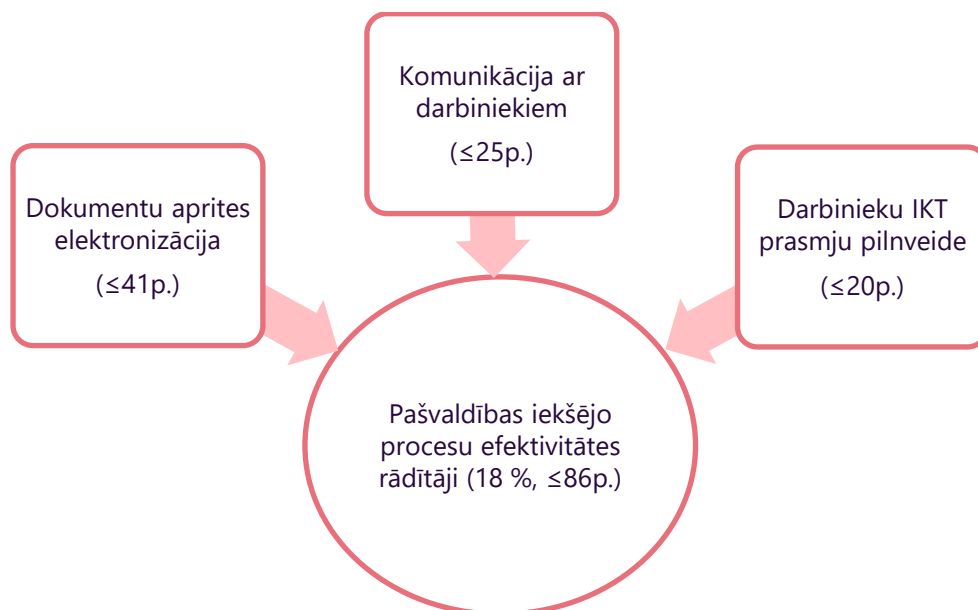 Komunikācija ar
darbiniekiem
(≤25p.)
Dokumentu aprites
elektronizācija
(≤41p.)
Darbinieku IKT
prasmju pilnveide
(≤20p.)
Pašvaldības iekšējo
procesu efektivitātes
rādītāji (18 %, ≤86p.)